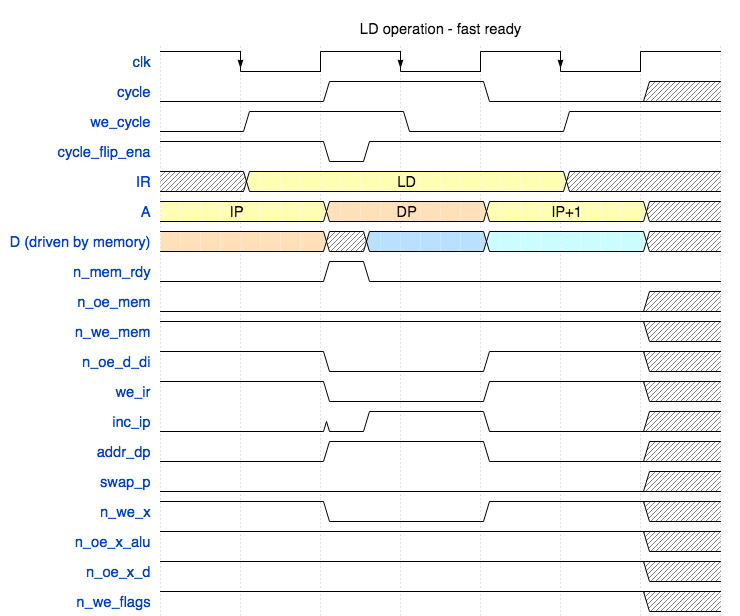 LD operation - fast ready
clk
cycle
we_cycle
cycle_flip_ena
IR LD
A IP DP IP+1
D (driven by memory)
n_mem_rdy
n_oe_mem
n_we_mem
n_oe_d_di
we_ir
inc_ip
addr_dp
swap_p
n_we_x
n_oe_x_alu
n_oe_x_d
n_we_flags